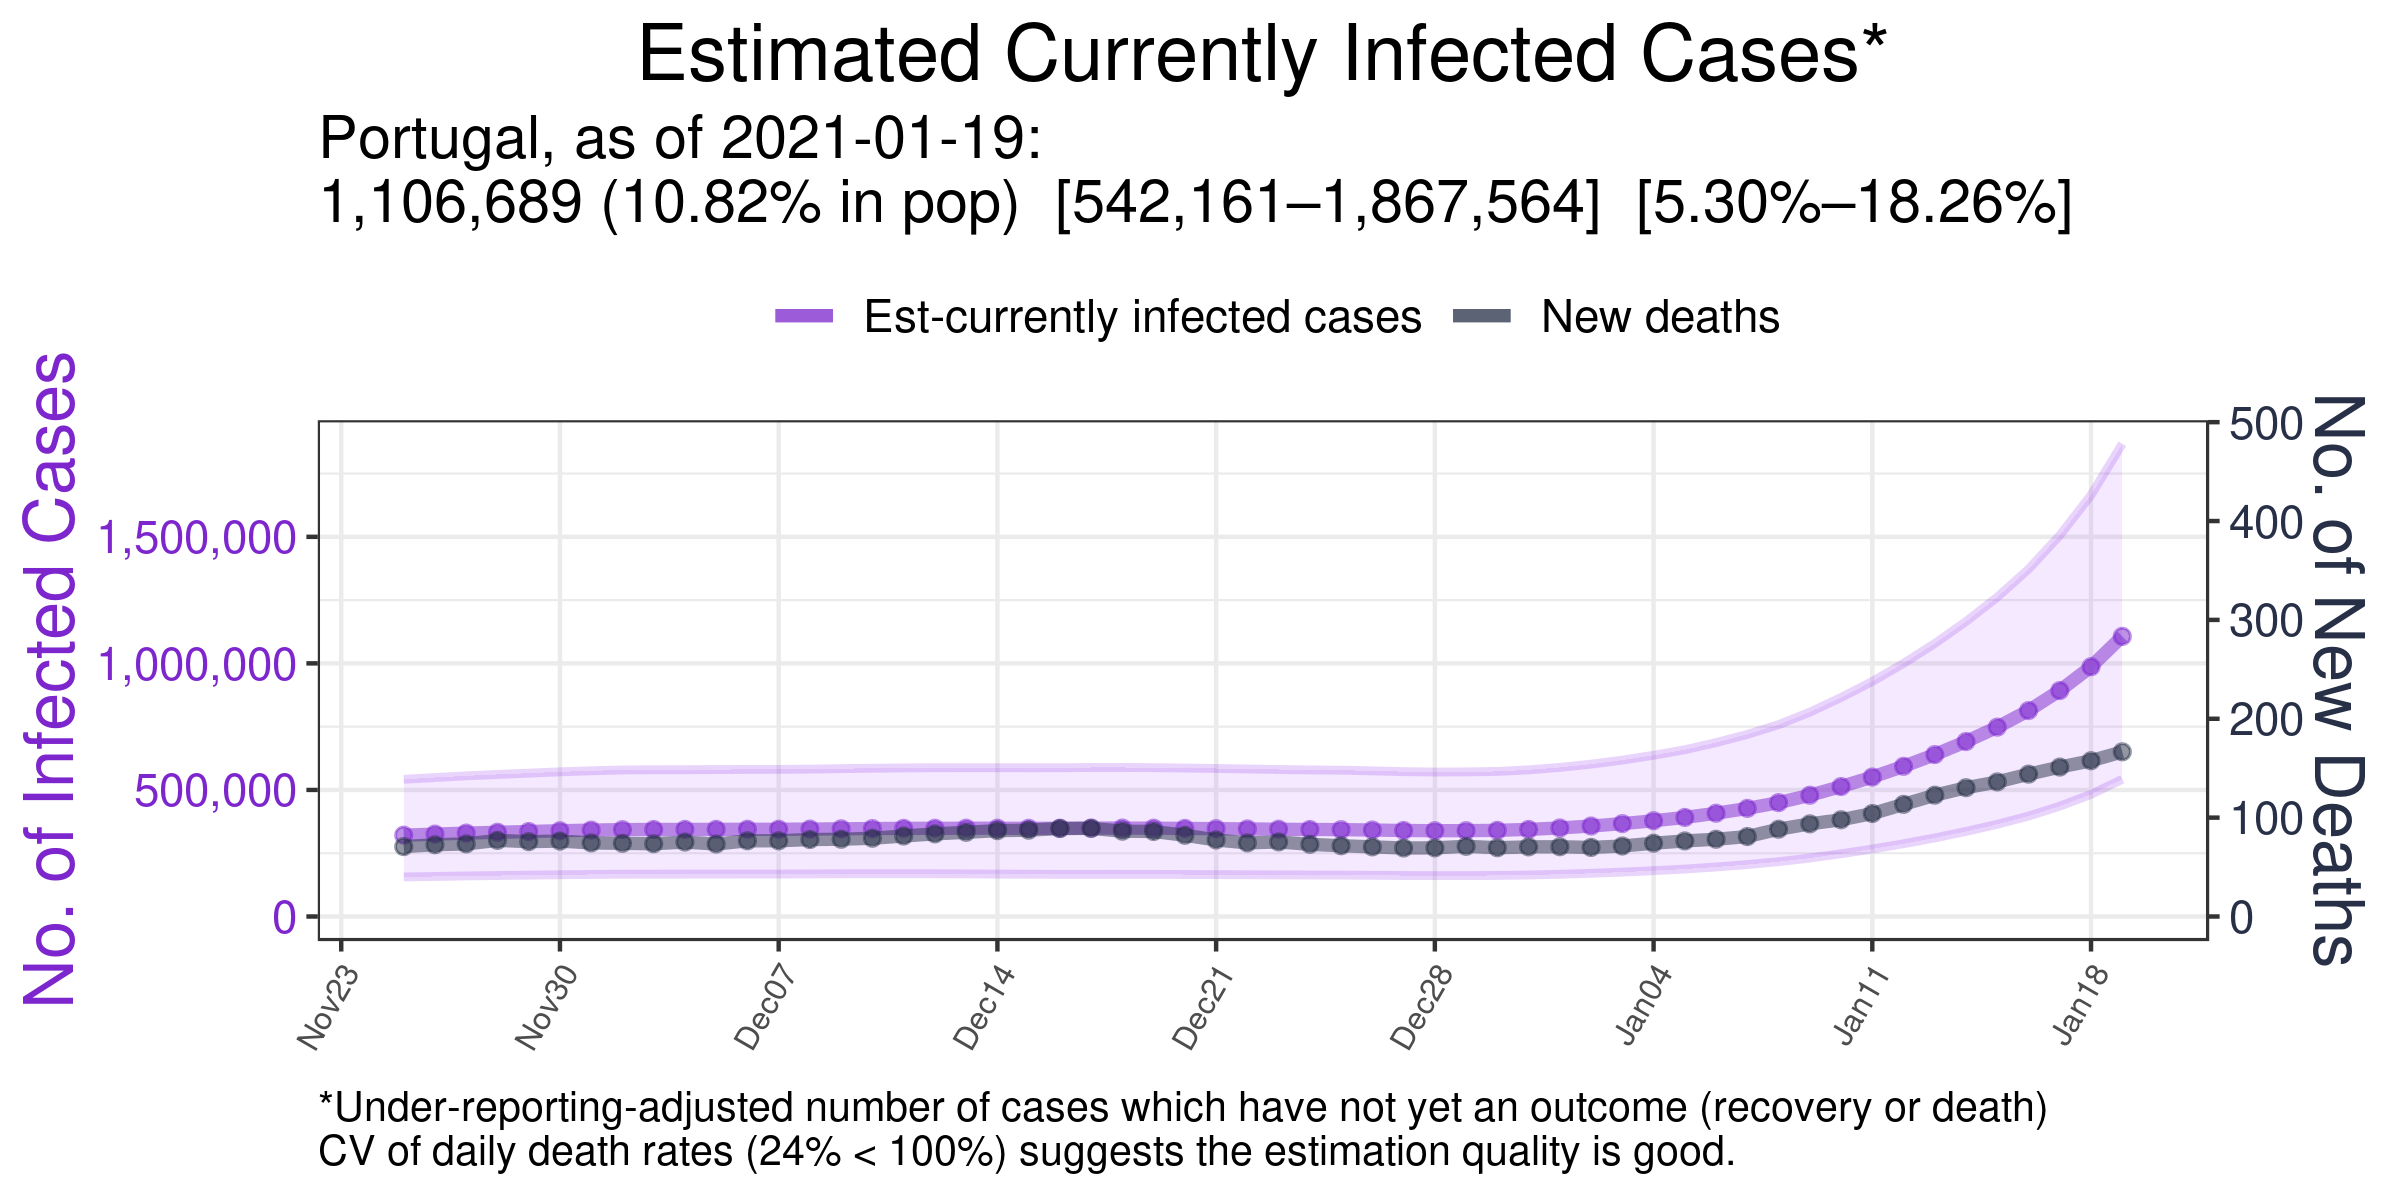 Estimated Currently Infected Cases*
Portugal, as of 2021-01-19:
1,106,689 (10.82% in pop) [542,161–1,867,564] [5.30%–18.26%]
Est-currently infected cases
New deaths
No. of Infected Cases
1,500,000
1,000,000
500,000
0
500
400
300
200
100
0
No. of New Deaths
Nov23
Nov30
Dec07
Dec14
Dec21
Dec28
Jan04
Jan11
Jan18
*Under-reporting-adjusted number of cases which have not yet an outcome (recovery or death)
CV of daily death rates (24% < 100%) suggests the estimation quality is good.